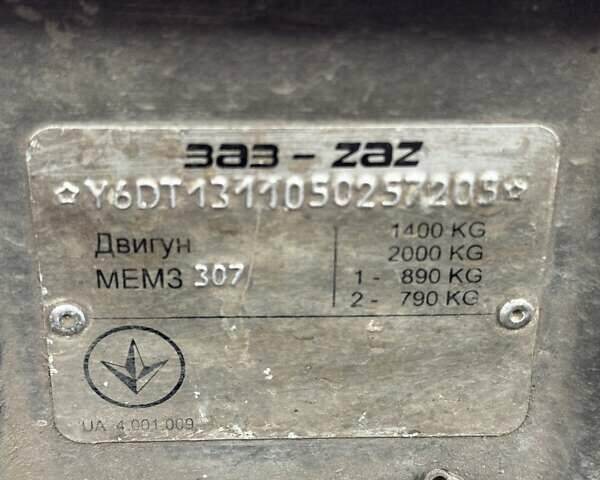 ЗАЗ - ZAZ
☆Y6DT1311050257203☆
Двигун
МЕМЗ 307
1400 KG
2000 KG
1 - 890 KG
2 - 790 KG
UA 4.001.009